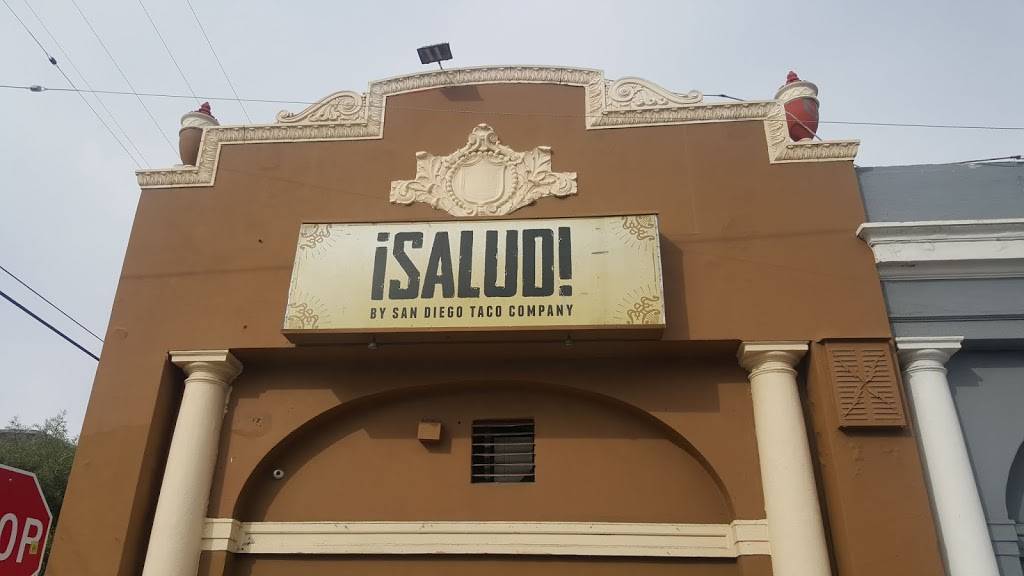 ¡SALUD!
BY SAN DIEGO TACO COMPANY
OP